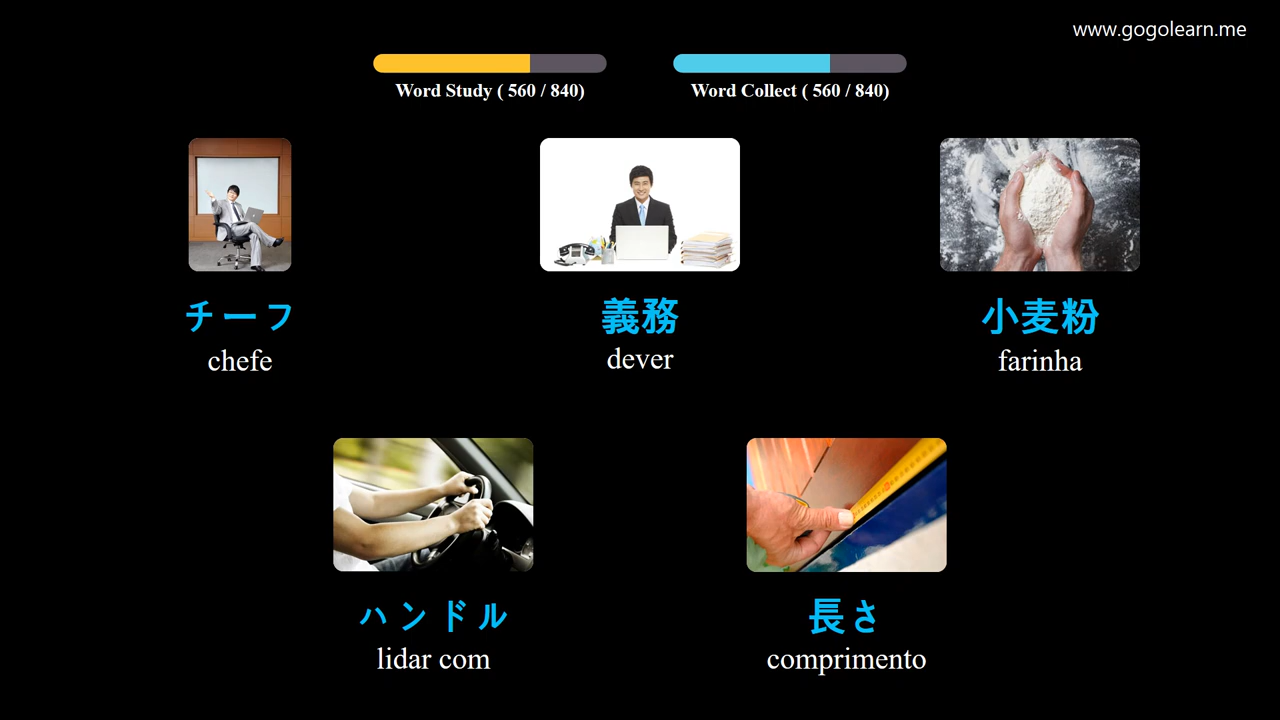 www.gogolearn.me
Word Study ( 560 / 840)
Word Collect ( 560 / 840)
チーフ
chefe
義務
dever
小麦粉
farinha
ハンドル
lidar com
長さ
comprimento